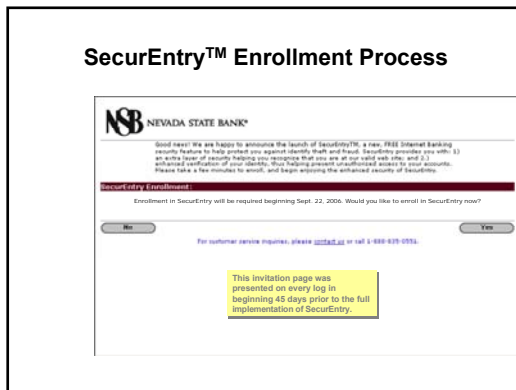 SecurEntry™ Enrollment Process
NSB NEVADA STATE BANK®
Good news! We are happy to announce the launch of SecurEntryTM, a new, FREE Internet Banking
security feature to help protect you against identity theft and fraud. SecurEntry provides you with: 1)
an extra layer of security helping you recognize that you are at our valid web site; and 2.)
enhanced verification of your identity, thus helping prevent unauthorized access to your accounts.
Please take a few minutes to enroll, and begin enjoying the enhanced security of SecurEntry.
SecurEntry Enrollment:
Enrollment in SecurEntry will be required beginning Sept. 22, 2006. Would you like to enroll in SecurEntry now?
No Yes
For customer service inquiries, please contact us or call 1-888-835-0551.
This invitation page was
presented on every log in
beginning 45 days prior to the full
implementation of SecurEntry.